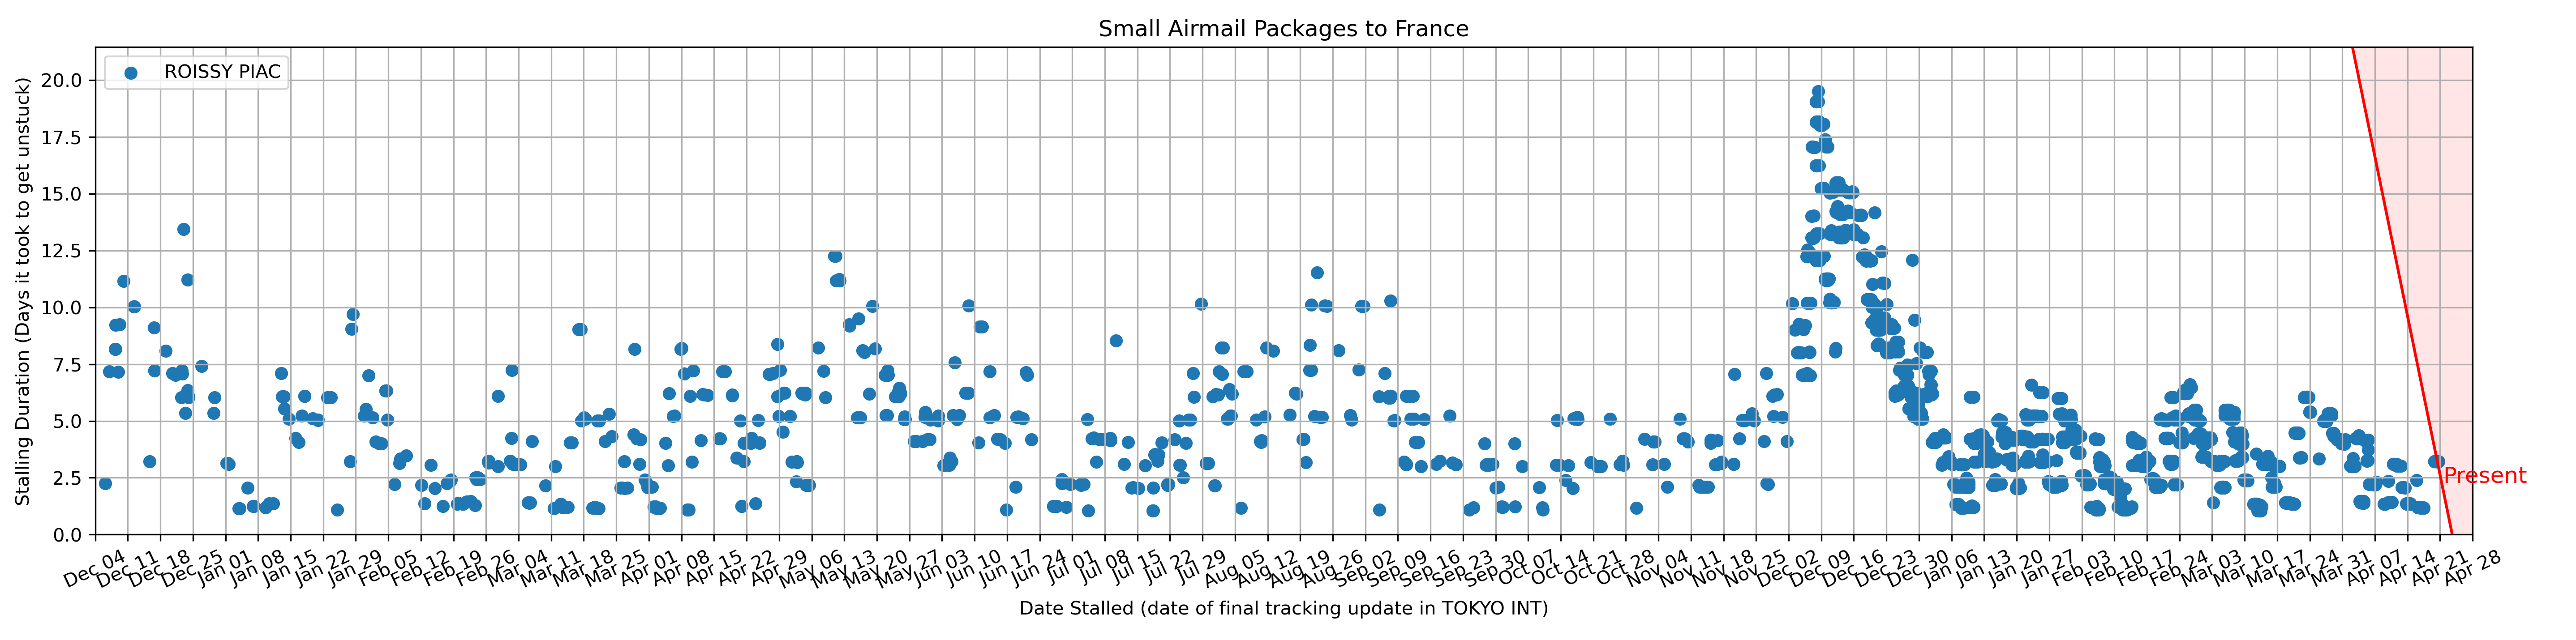 Small Airmail Packages to France
ROISSY PIAC
Stalling Duration (Days it took to get unstuck)
20.0
17.5
15.0
12.5
10.0
7.5
5.0
2.5
0.0
Present
Dec 04
Dec 11
Dec 18
Dec 25
Jan 01
Jan 08
Jan 15
Jan 22
Jan 29
Feb 05
Feb 12
Feb 19
Feb 26
Mar 04
Mar 11
Mar 18
Mar 25
Apr 01
Apr 08
Apr 15
Apr 22
Apr 29
May 06
May 13
May 20
May 27
Jun 03
Jun 10
Jun 17
Jun 24
Jul 01
Jul 08
Jul 15
Jul 22
Jul 29
Aug 05
Aug 12
Aug 19
Aug 26
Sep 02
Sep 09
Sep 16
Sep 23
Sep 30
Oct 07
Oct 14
Oct 21
Oct 28
Nov 04
Nov 11
Nov 18
Nov 25
Dec 02
Dec 09
Dec 16
Dec 23
Dec 30
Jan 06
Jan 13
Jan 20
Jan 27
Feb 03
Feb 10
Feb 17
Feb 24
Mar 03
Mar 10
Mar 17
Mar 24
Mar 31
Apr 07
Apr 14
Apr 21
Apr 28
Date Stalled (date of final tracking update in TOKYO INT)